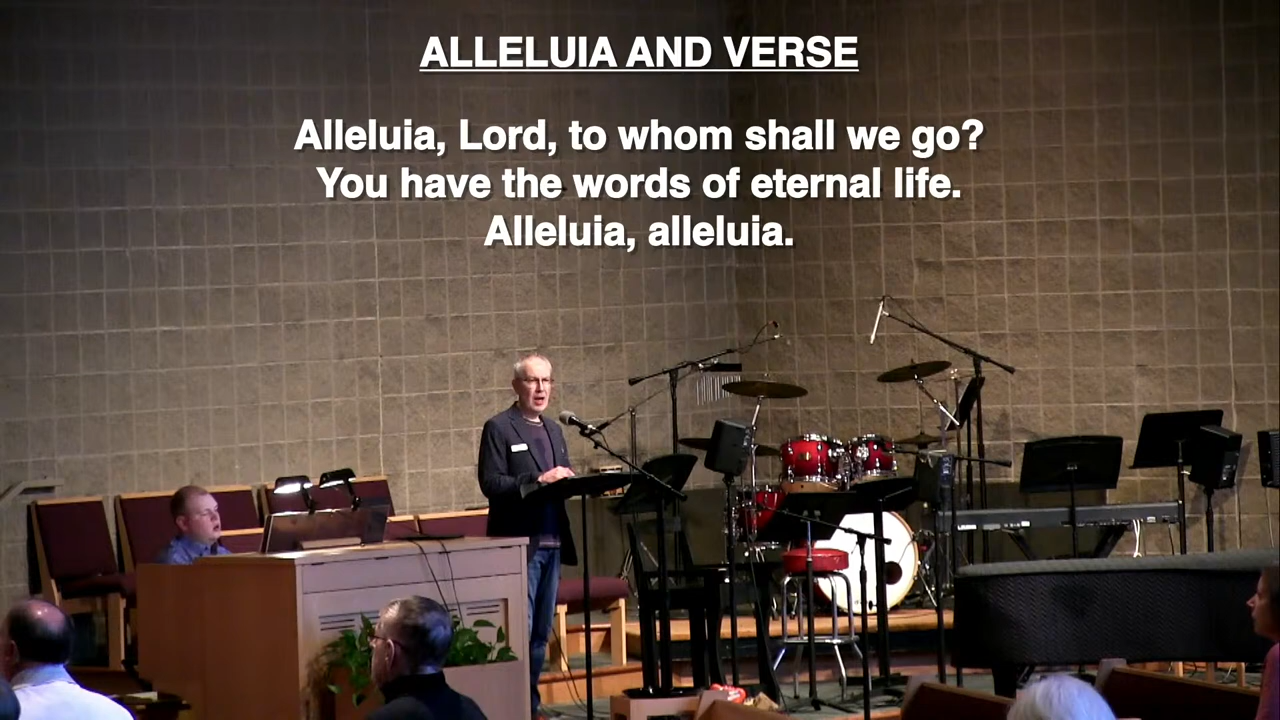 ALLELUIA AND VERSE
Alleluia, Lord, to whom shall we go?
You have the words of eternal life.
Alleluia, alleluia.